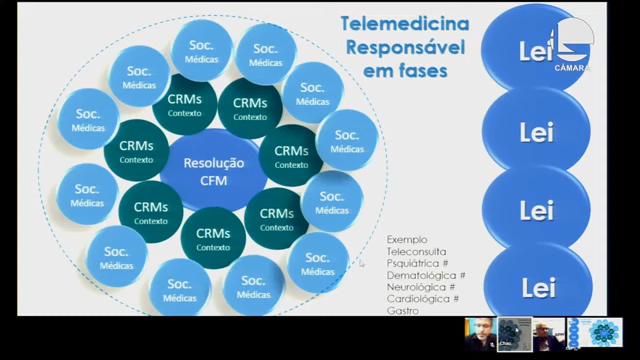 Telemedicina
Responsável
em fases
Soc.
Médicas
Soc.
Médicas
Soc.
Médicas
Soc.
Médicas
Soc.
Médicas
Soc.
Médicas
Soc.
Médicas
Soc.
Médicas
Soc.
Médicas
Soc.
Médicas
Soc.
Médicas
Soc.
Médicas
CRMs
Contexto
CRMs
Contexto
CRMs
Contexto
CRMs
Contexto
CRMs
Contexto
CRMs
Contexto
CRMs
Contexto
Resolução
CFM
Lei
CÂMARA
Lei
Lei
Lei
Exemplo
Teleconsulta
Psquiátrica #
Dematológica #
Neurológica #
Cardiológica #
Gastro